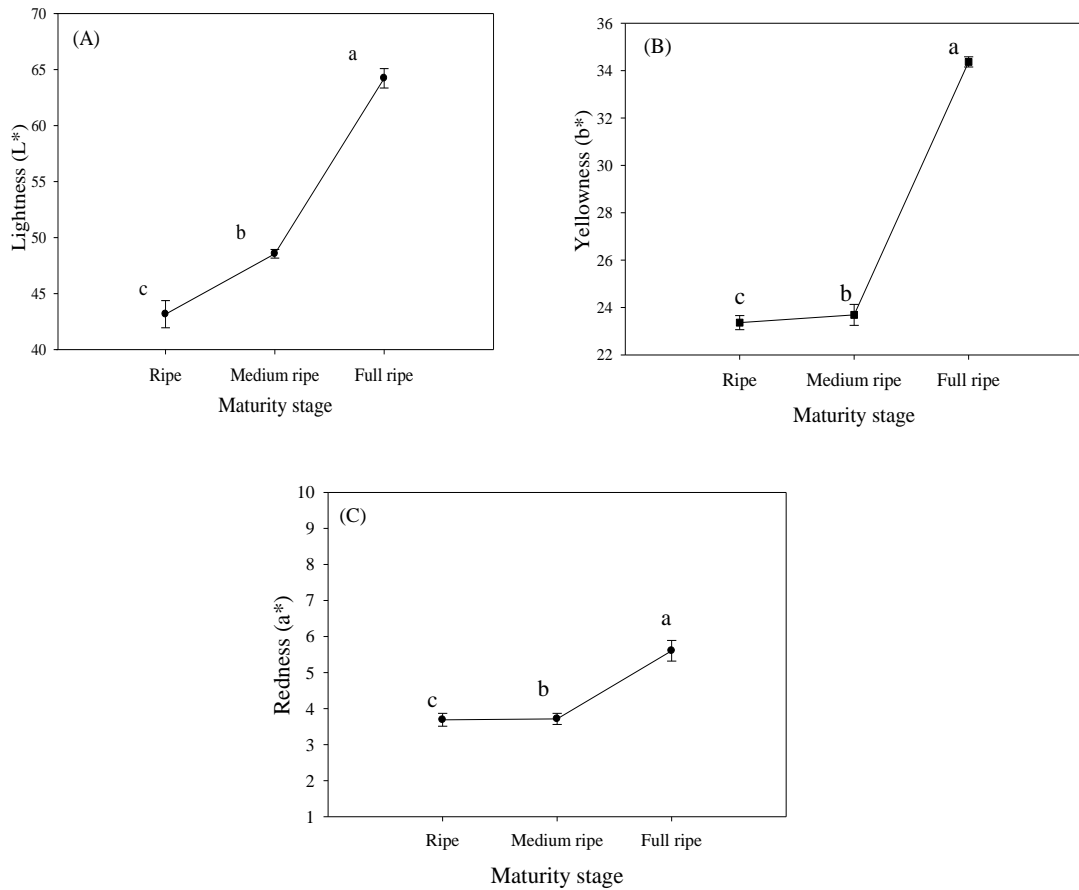 (A)
Lightness (L*)
70
65
60
55
50
45
40
c
b
a
Ripe Medium ripe Full ripe
Maturity stage
(B)
Yellowness (b*)
36
34
32
30
28
26
24
22
c
b
a
Ripe Medium ripe Full ripe
Maturity stage
(C)
Redness (a*)
10
9
8
7
6
5
4
3
2
1
c
b
a
Ripe Medium ripe Full ripe
Maturity stage